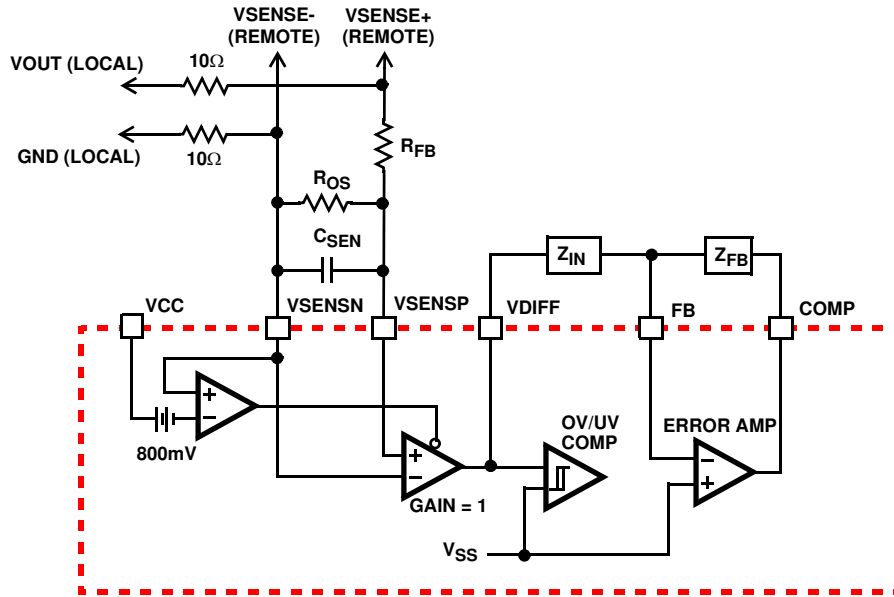 VSENSE-
(REMOTE)
VSENSE+
(REMOTE)
VOUT (LOCAL)
10Ω
GND (LOCAL)
10Ω
RFB
ROS
CSEN
ZIN
ZFB
VCC
VSENSN
VSENSP
VDIFF
FB
COMP
+
−
800mV
+
−
GAIN = 1
OV/UV
COMP
ERROR AMP
−
+
VSS